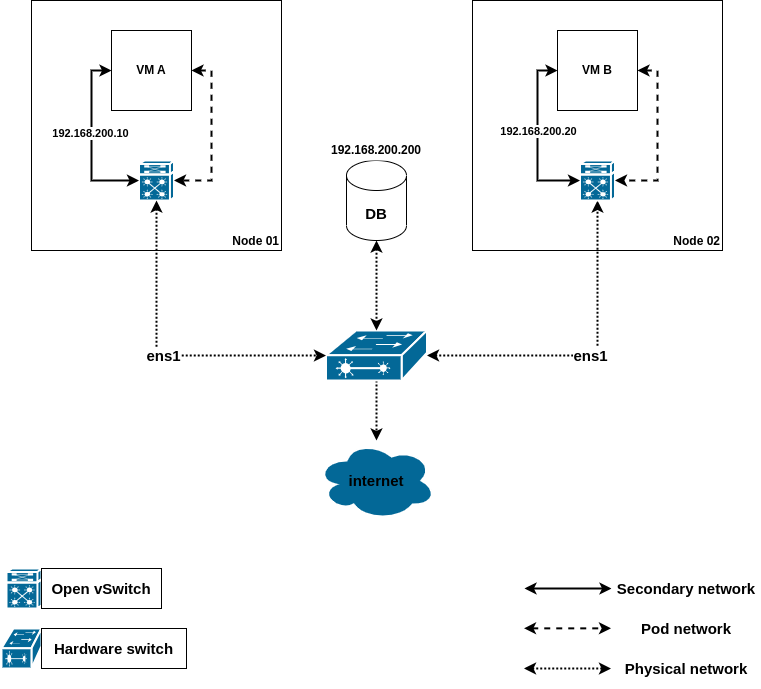 VM A
VM B
192.168.200.10
192.168.200.20
192.168.200.200
DB
Node 01
Node 02
ens1
ens1
internet
Open vSwitch
Hardware switch
Secondary network
Pod network
Physical network